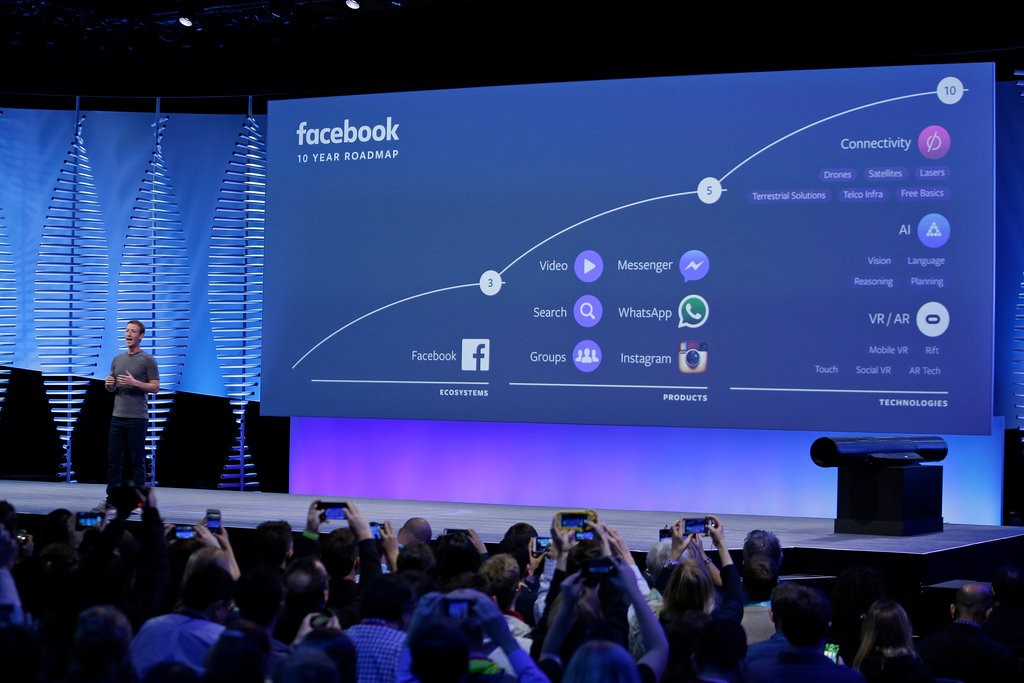 facebook
10 YEAR ROADMAP
3
5
10
Facebook
f
ECOSYSTEMS
Video
Messenger
Search
WhatsApp
Groups
Instagram
PRODUCTS
Connectivity
Drones Satellites Lasers
Terrestrial Solutions Telco Infra Free Basics
AI
Vision Language
Reasoning Planning
VR / AR
Mobile VR Rift
Touch Social VR AR Tech
TECHNOLOGIES